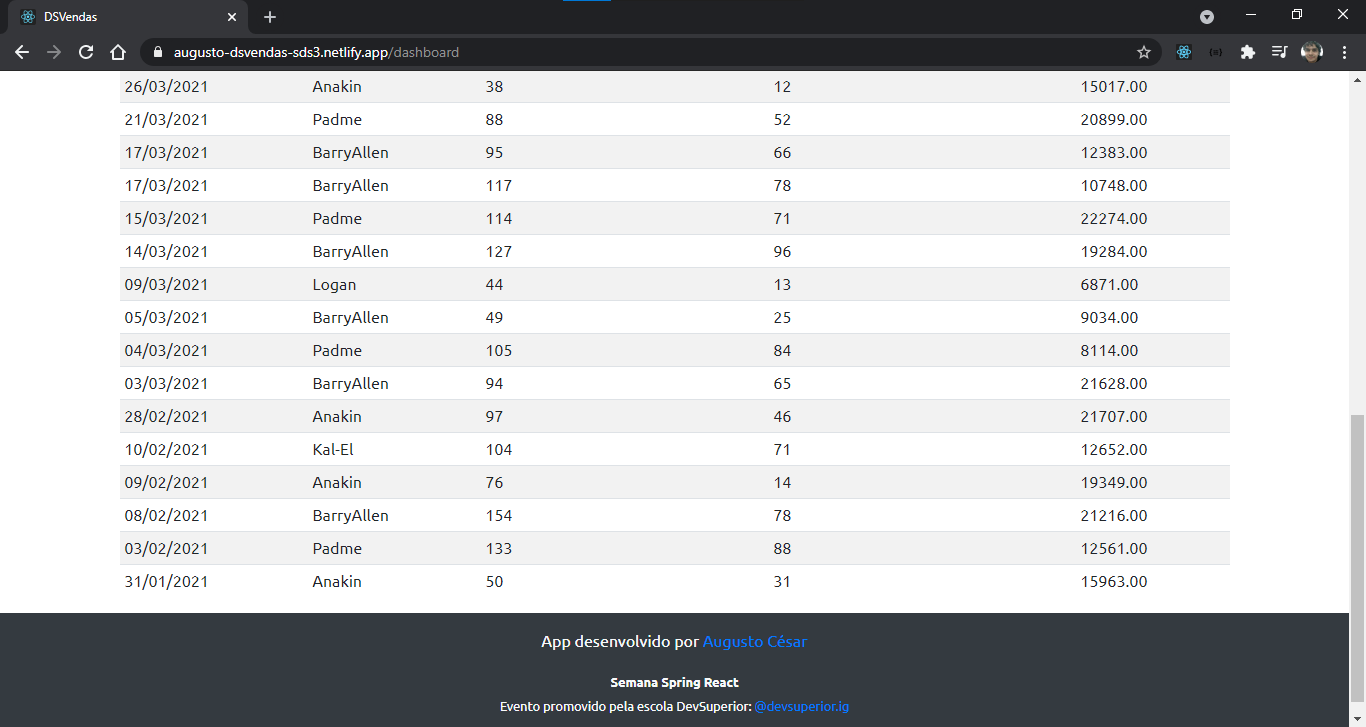 DSVendas
augusto-dsvendas-sds3.netlify.app/dashboard
26/03/2021 Anakin 38 12 15017.00
21/03/2021 Padme 88 52 20899.00
17/03/2021 BarryAllen 95 66 12383.00
17/03/2021 BarryAllen 117 78 10748.00
15/03/2021 Padme 114 71 22274.00
14/03/2021 BarryAllen 127 96 19284.00
09/03/2021 Logan 44 13 6871.00
05/03/2021 BarryAllen 49 25 9034.00
04/03/2021 Padme 105 84 8114.00
03/03/2021 BarryAllen 94 65 21628.00
28/02/2021 Anakin 97 46 21707.00
10/02/2021 Kal-El 104 71 12652.00
09/02/2021 Anakin 76 14 19349.00
08/02/2021 BarryAllen 154 78 21216.00
03/02/2021 Padme 133 88 12561.00
31/01/2021 Anakin 50 31 15963.00
App desenvolvido por Augusto César
Semana Spring React
Evento promovido pela escola DevSuperior: @devsuperior.ig